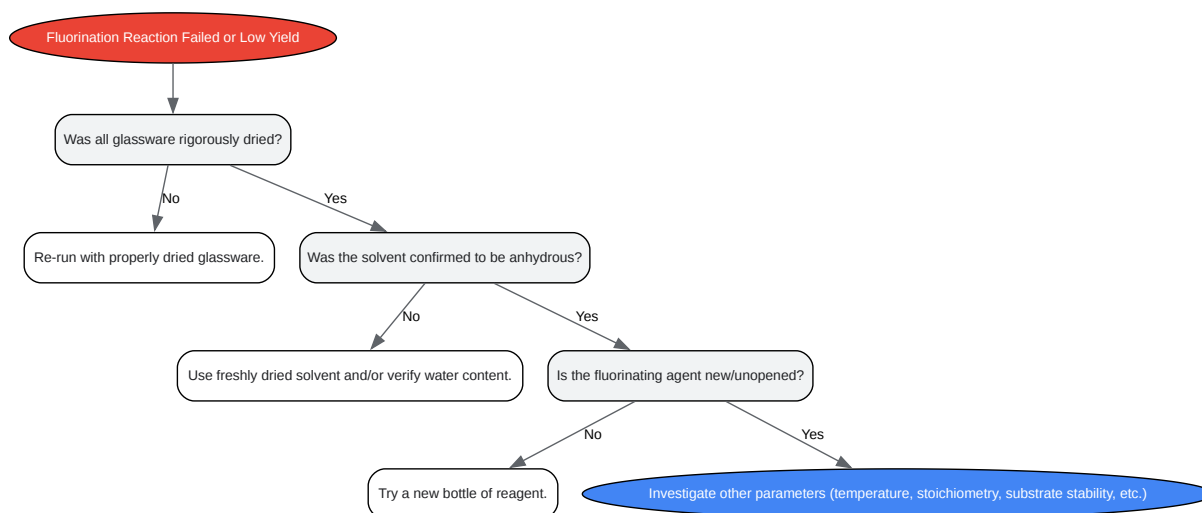 Fluorination Reaction Failed or Low Yield
Was all glassware rigorously dried?
No
Yes
Re-run with properly dried glassware.
Was the solvent confirmed to be anhydrous?
No
Yes
Use freshly dried solvent and/or verify water content.
Is the fluorinating agent new/unopened?
No
Yes
Try a new bottle of reagent.
Investigate other parameters (temperature, stoichiometry, substrate stability, etc.)